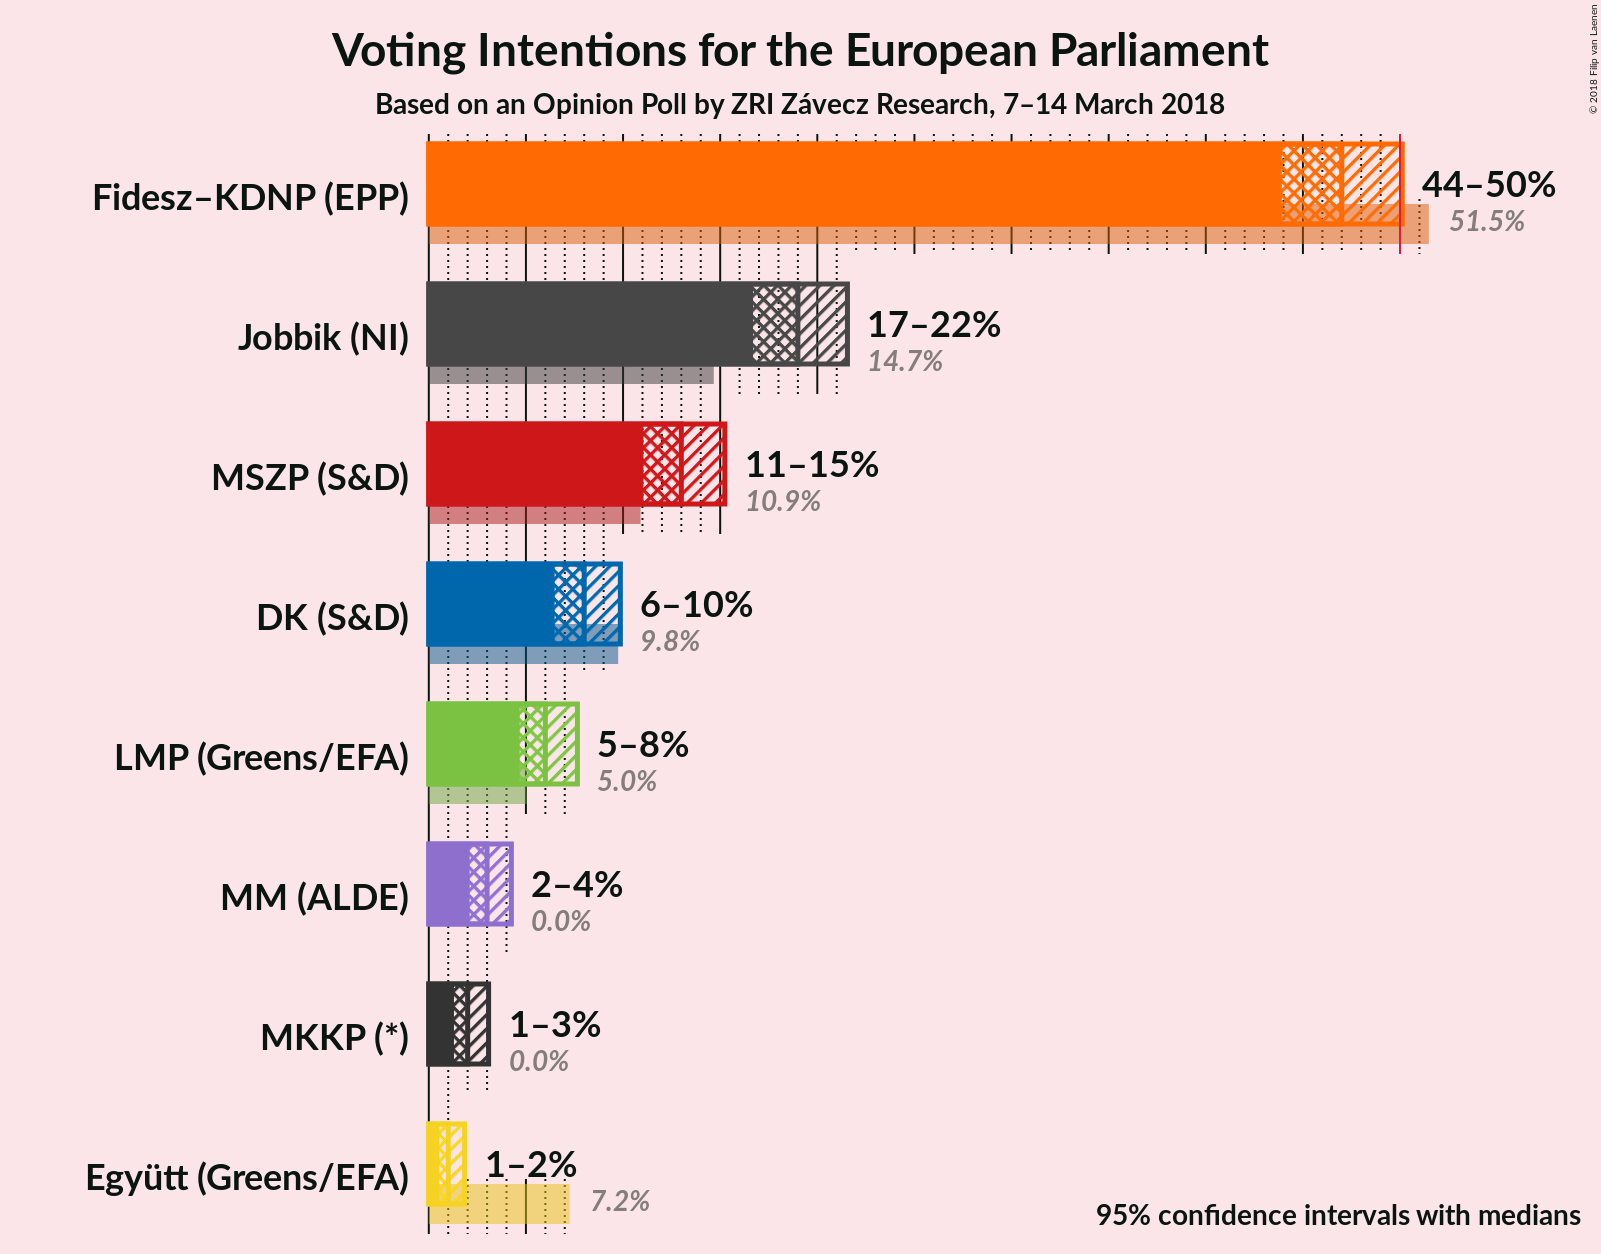 Voting Intentions for the European Parliament
Based on an Opinion Poll by ZRI Závecz Research, 7–14 March 2018
© 2018 Filip van Laenen
Fidesz–KDNP (EPP)
44–50%
51.5%
Jobbik (NI)
17–22%
14.7%
MSZP (S&D)
11–15%
10.9%
DK (S&D)
6–10%
9.8%
LMP (Greens/EFA)
5–8%
5.0%
MM (ALDE)
2–4%
0.0%
MKKP (*)
1–3%
0.0%
Együtt (Greens/EFA)
1–2%
7.2%
95% confidence intervals with medians